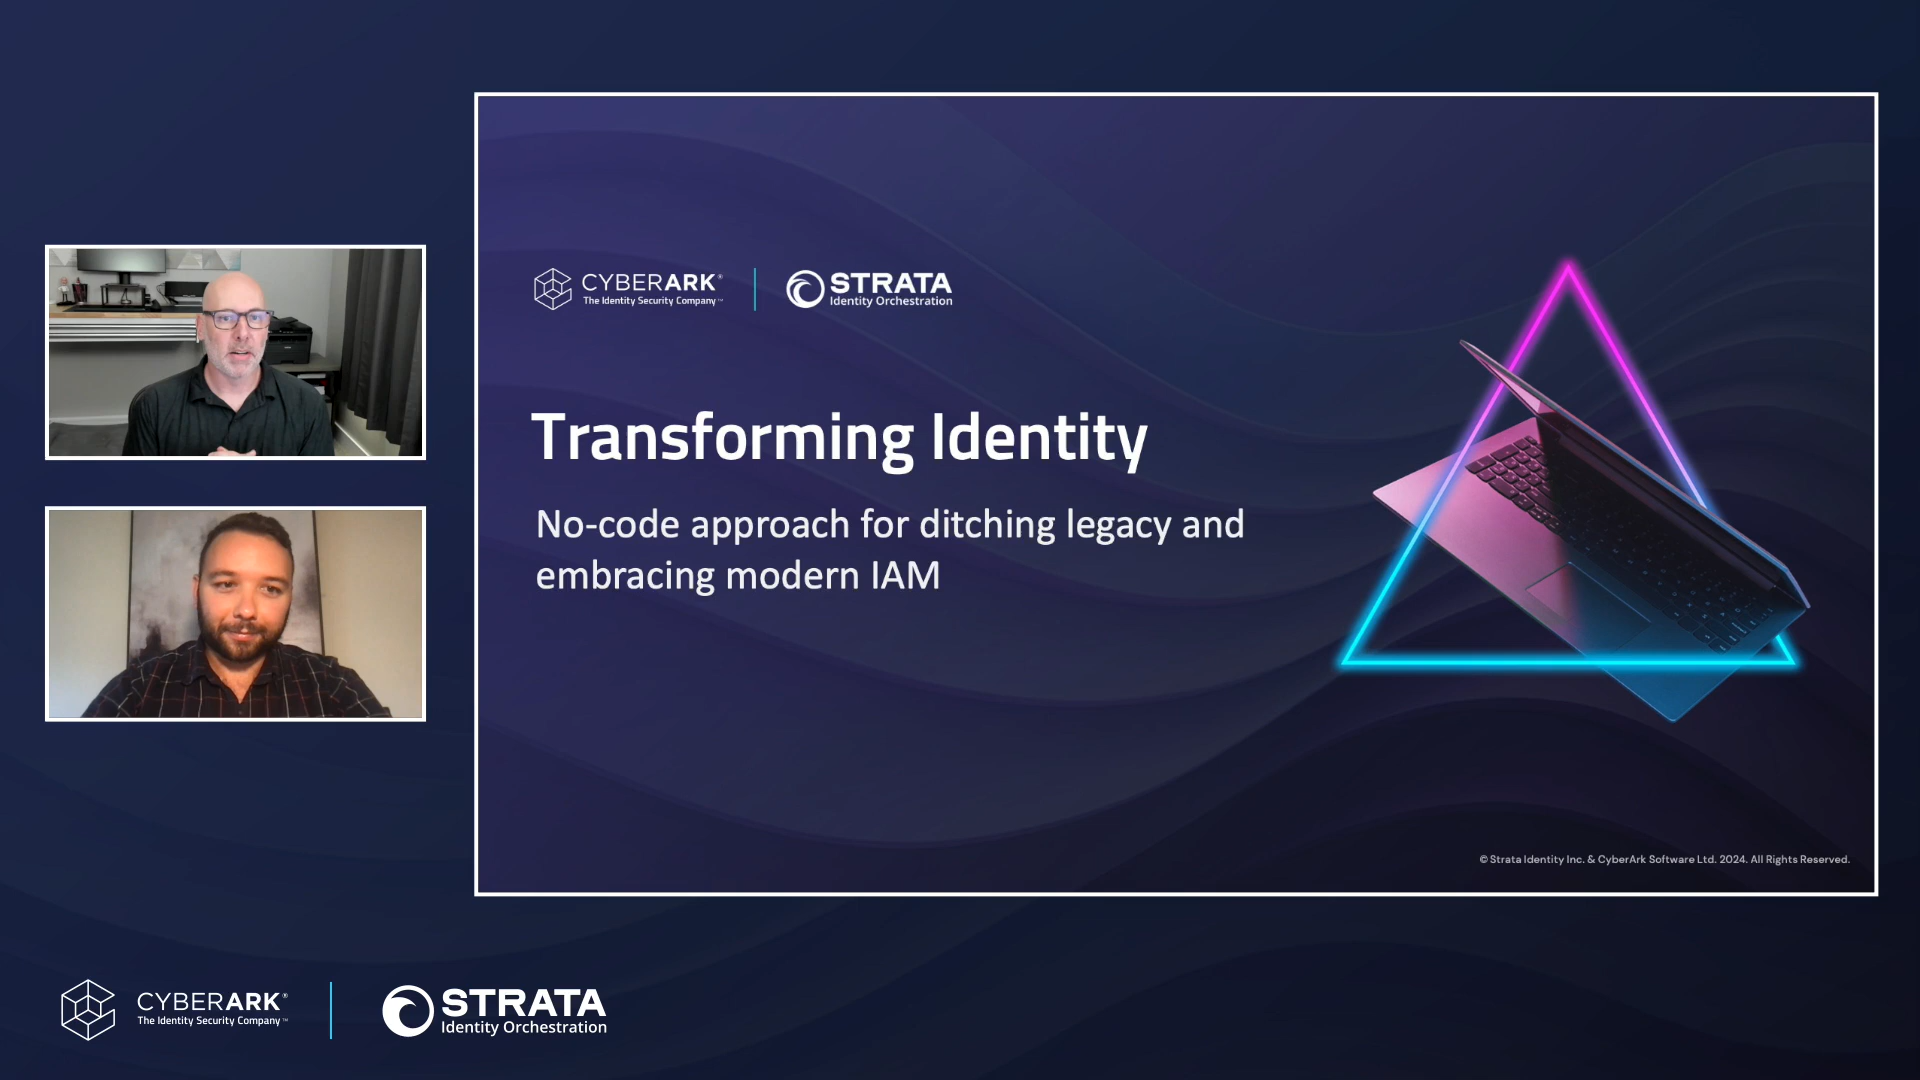 CYBERARK®
The Identity Security Company™
STRATA
Identity Orchestration
Transforming Identity
No-code approach for ditching legacy and
embracing modern IAM
© Strata Identity Inc. & CyberArk Software Ltd. 2024. All Rights Reserved.
CYBERARK®
The Identity Security Company™
STRATA
Identity Orchestration